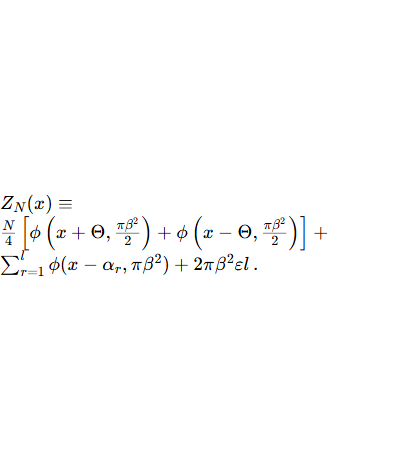 Z_N(x) ≡
N/4 [ϕ(x + Θ, πβ²/2) + ϕ(x − Θ, πβ²/2)] +
∑_{r=1}^{l} ϕ(x − α_r, πβ²) + 2πβ²εl .